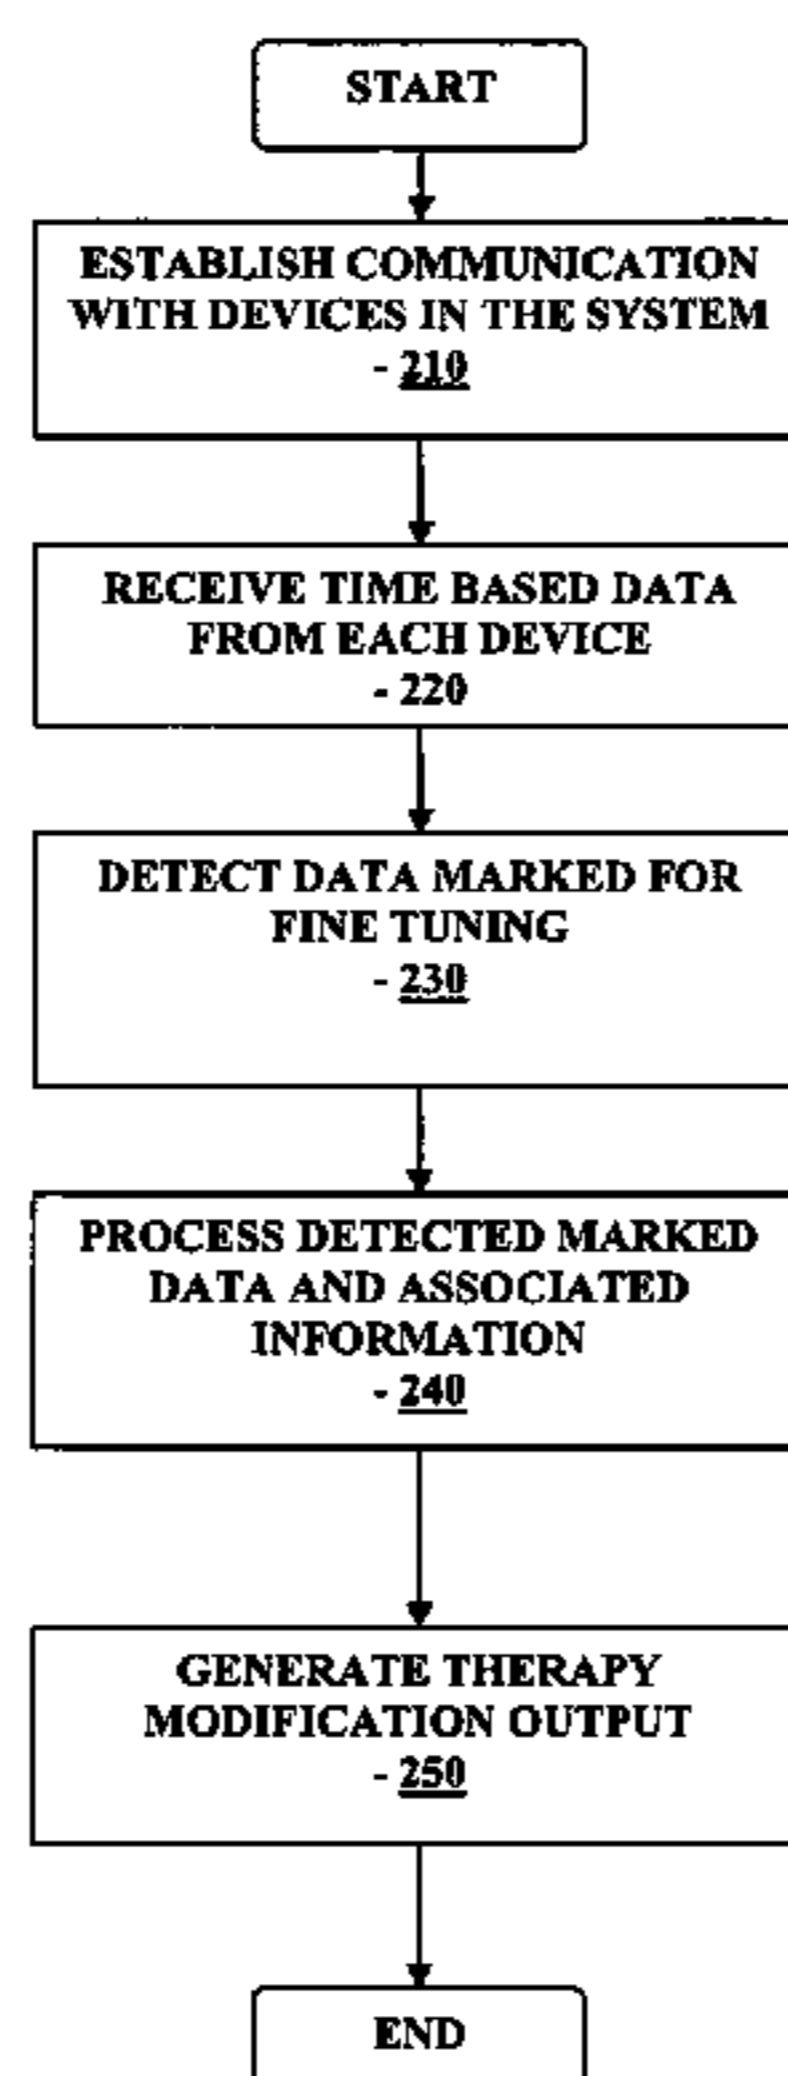 START
ESTABLISH COMMUNICATION
WITH DEVICES IN THE SYSTEM
- 210
RECEIVE TIME BASED DATA
FROM EACH DEVICE
- 220
DETECT DATA MARKED FOR
FINE TUNING
- 230
PROCESS DETECTED MARKED
DATA AND ASSOCIATED
INFORMATION
- 240
GENERATE THERAPY
MODIFICATION OUTPUT
- 250
END